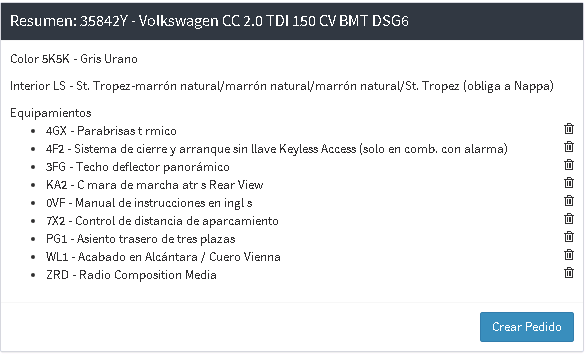 Resumen: 35842Y - Volkswagen CC 2.0 TDI 150 CV BMT DSG6
Color 5K5K - Gris Urano
Interior LS - St. Tropez-marrón natural/marrón natural/marrón natural/St. Tropez (obliga a Nappa)
Equipamientos
4GX - Parabrisas t rmico
4F2 - Sistema de cierre y arranque sin llave Keyless Access (solo en comb. con alarma)
3FG - Techo deflector panorámico
KA2 - C mara de marcha atr s Rear View
0VF - Manual de instrucciones en ingl s
7X2 - Control de distancia de aparcamiento
PG1 - Asiento trasero de tres plazas
WL1 - Acabado en Alcántara / Cuero Vienna
ZRD - Radio Composition Media
Crear Pedido